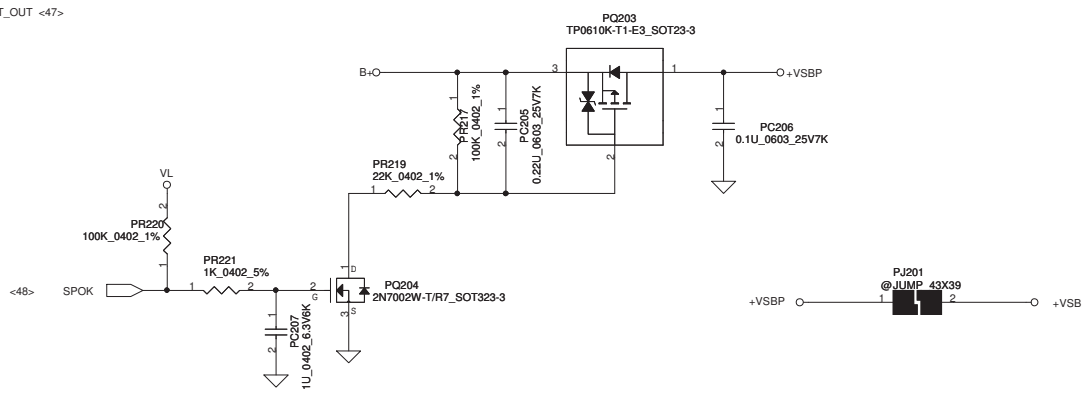 T_OUT <47>
PQ203
TP0610K-T1-E3_SOT23-3
B+
3
1
+VSBP
1
2
PR217
100K_0402_1%
1
2
PC205
0.22U_0603_25V7K
2
1
2
PC206
0.1U_0603_25V7K
PR219
22K_0402_1%
1
2
VL
2
1
PR220
100K_0402_1%
PR221
1K_0402_5%
<48>
SPOK
1
2
2
G
1
D
3
S
PQ204
2N7002W-T/R7_SOT323-3
1
2
PC207
1U_0402_6.3V6K
PJ201
@JUMP_43X39
+VSBP
1
2
+VSB